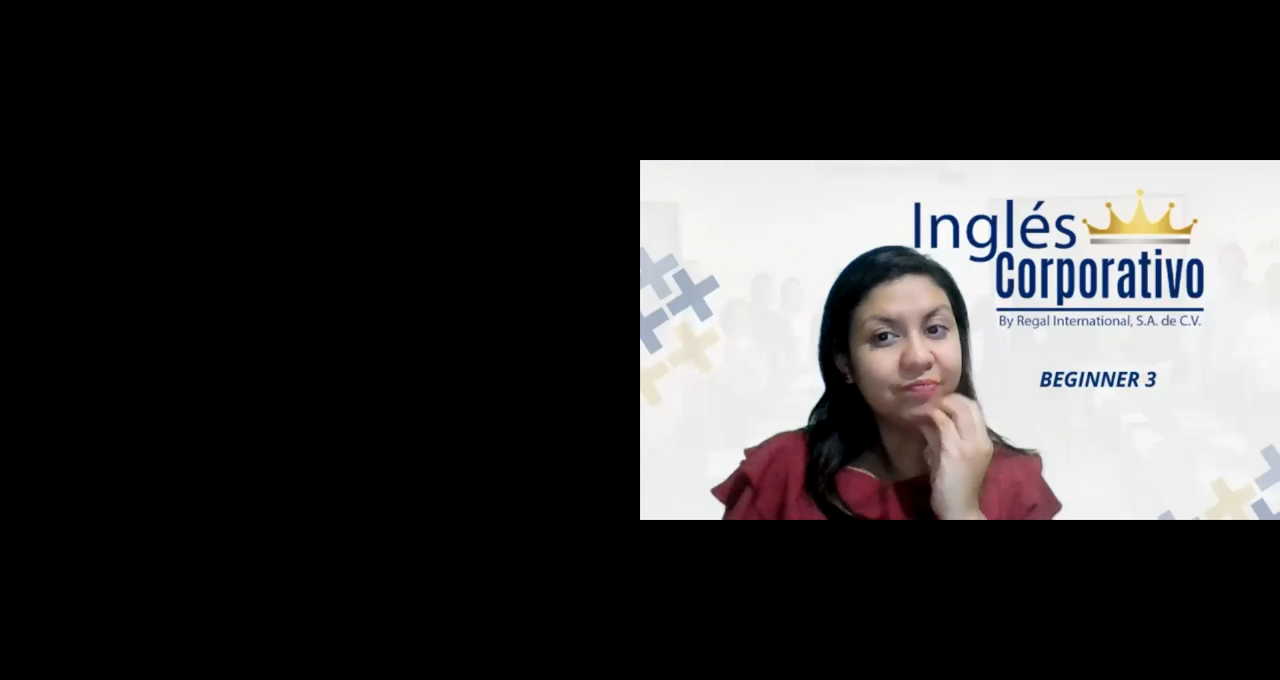 Inglés
Corporativo
By Regal International, S.A. de C.V.
BEGINNER 3